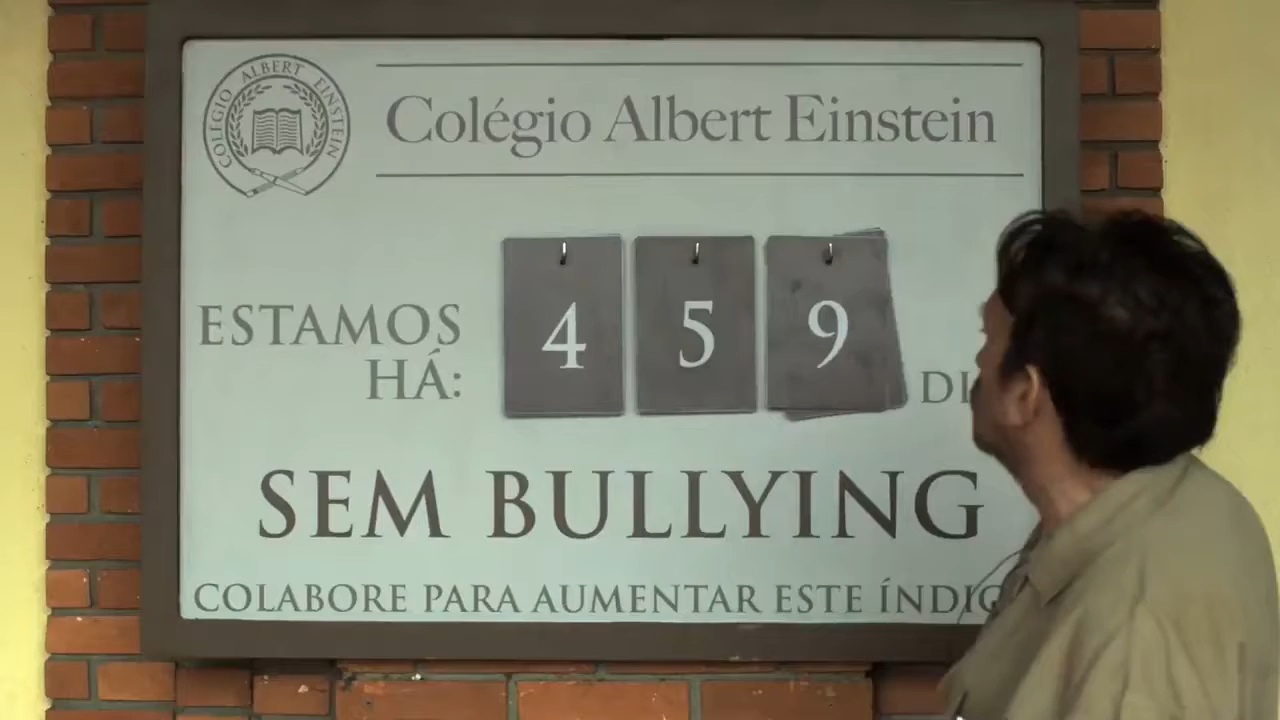 COLÉGIO ALBERT EINSTEIN
Colégio Albert Einstein
ESTAMOS
HÁ:
4 5 9
SEM BULLYING
COLABORE PARA AUMENTAR ESTE